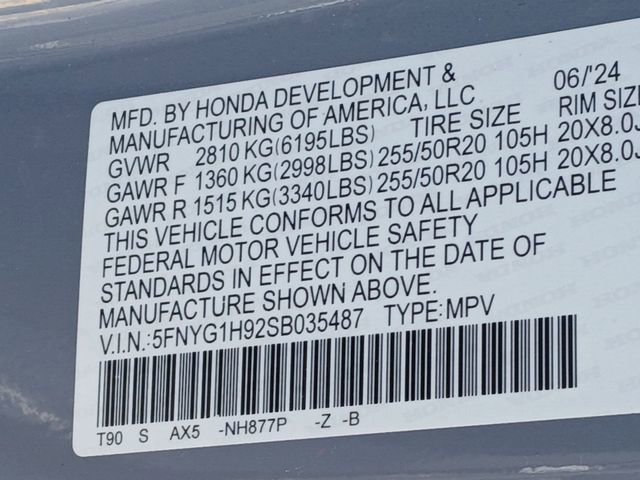 MFD. BY HONDA DEVELOPMENT & 06/'24
MANUFACTURING OF AMERICA, LLC
GVWR 2810 KG(6195LBS) TIRE SIZE RIM SIZE
GAWR F 1360 KG(2998LBS) 255/50R20 105H 20X8.0J
GAWR R 1515 KG(3340LBS) 255/50R20 105H 20X8.0J
THIS VEHICLE CONFORMS TO ALL APPLICABLE
FEDERAL MOTOR VEHICLE SAFETY
STANDARDS IN EFFECT ON THE DATE OF
MANUFACTURE SHOWN ABOVE.
V.I.N.:5FNYG1H92SB035487 TYPE:MPV
T90 S AX5 -NH877P -Z -B